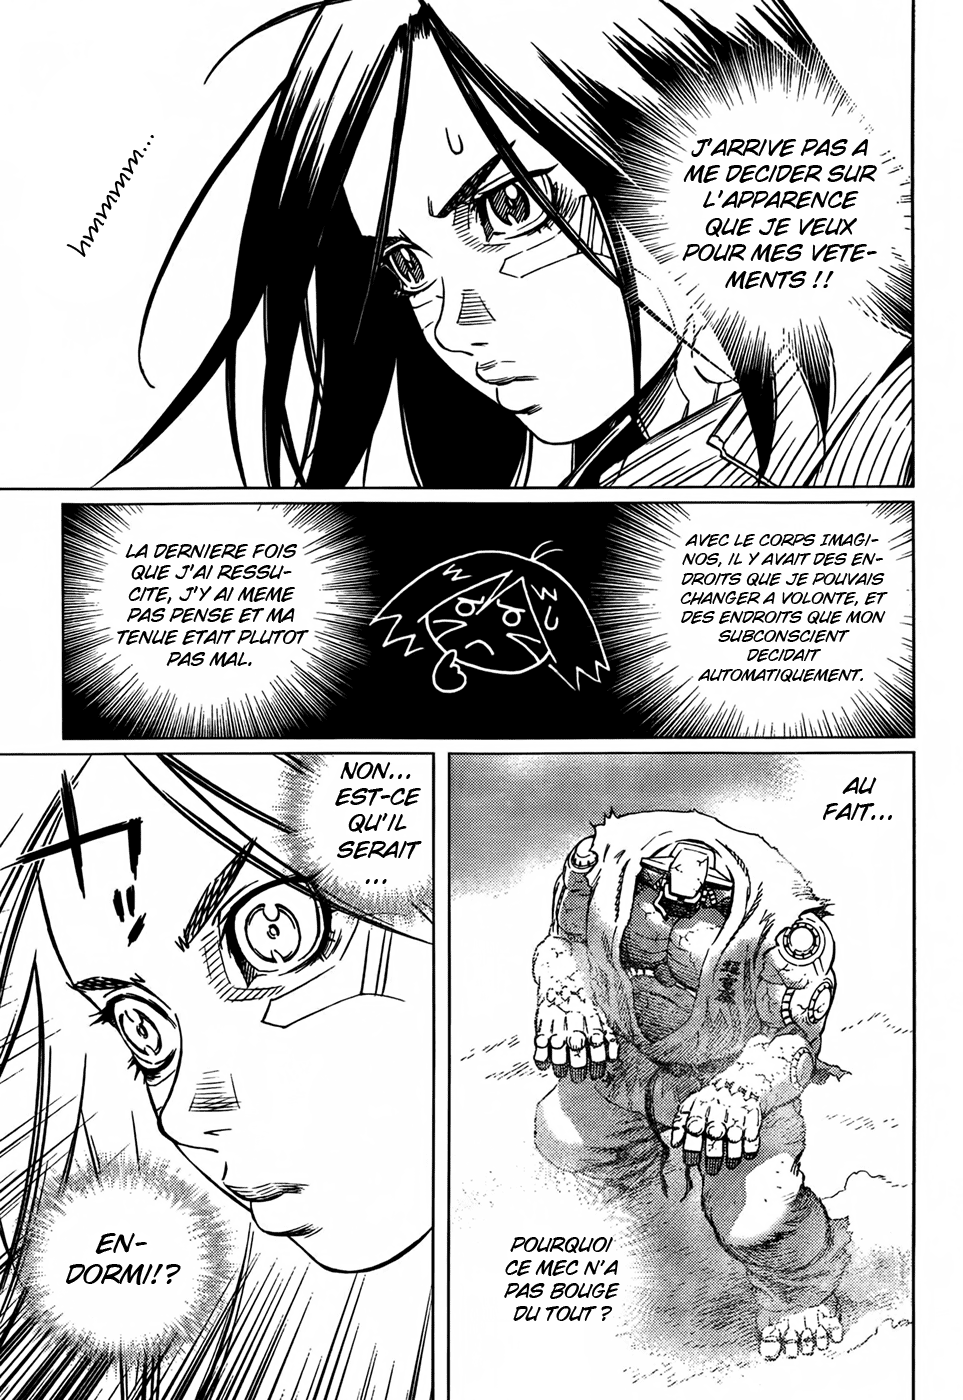 J'ARRIVE PAS A
ME DECIDER SUR
L'APPARENCE
QUE JE VEUX
POUR MES VETE-
MENTS !!
hmmmmm...
AVEC LE CORPS IMAGI-
NOS, IL Y AVAIT DES EN-
DROITS QUE JE POUVAIS
CHANGER A VOLONTE, ET
DES ENDROITS QUE MON
SUBCONSCIENT
DECIDAIT
AUTOMATIQUEMENT.
LA DERNIERE FOIS
QUE J'AI RESSU-
CITE, J'Y AI MEME
PAS PENSE ET MA
TENUE ETAIT PLUTOT
PAS MAL.
AU
FAIT...
POURQUOI
CE MEC N'A
PAS BOUGE
DU TOUT ?
NON...
EST-CE
QU'IL
SERAIT
...
EN-
DORMI!?